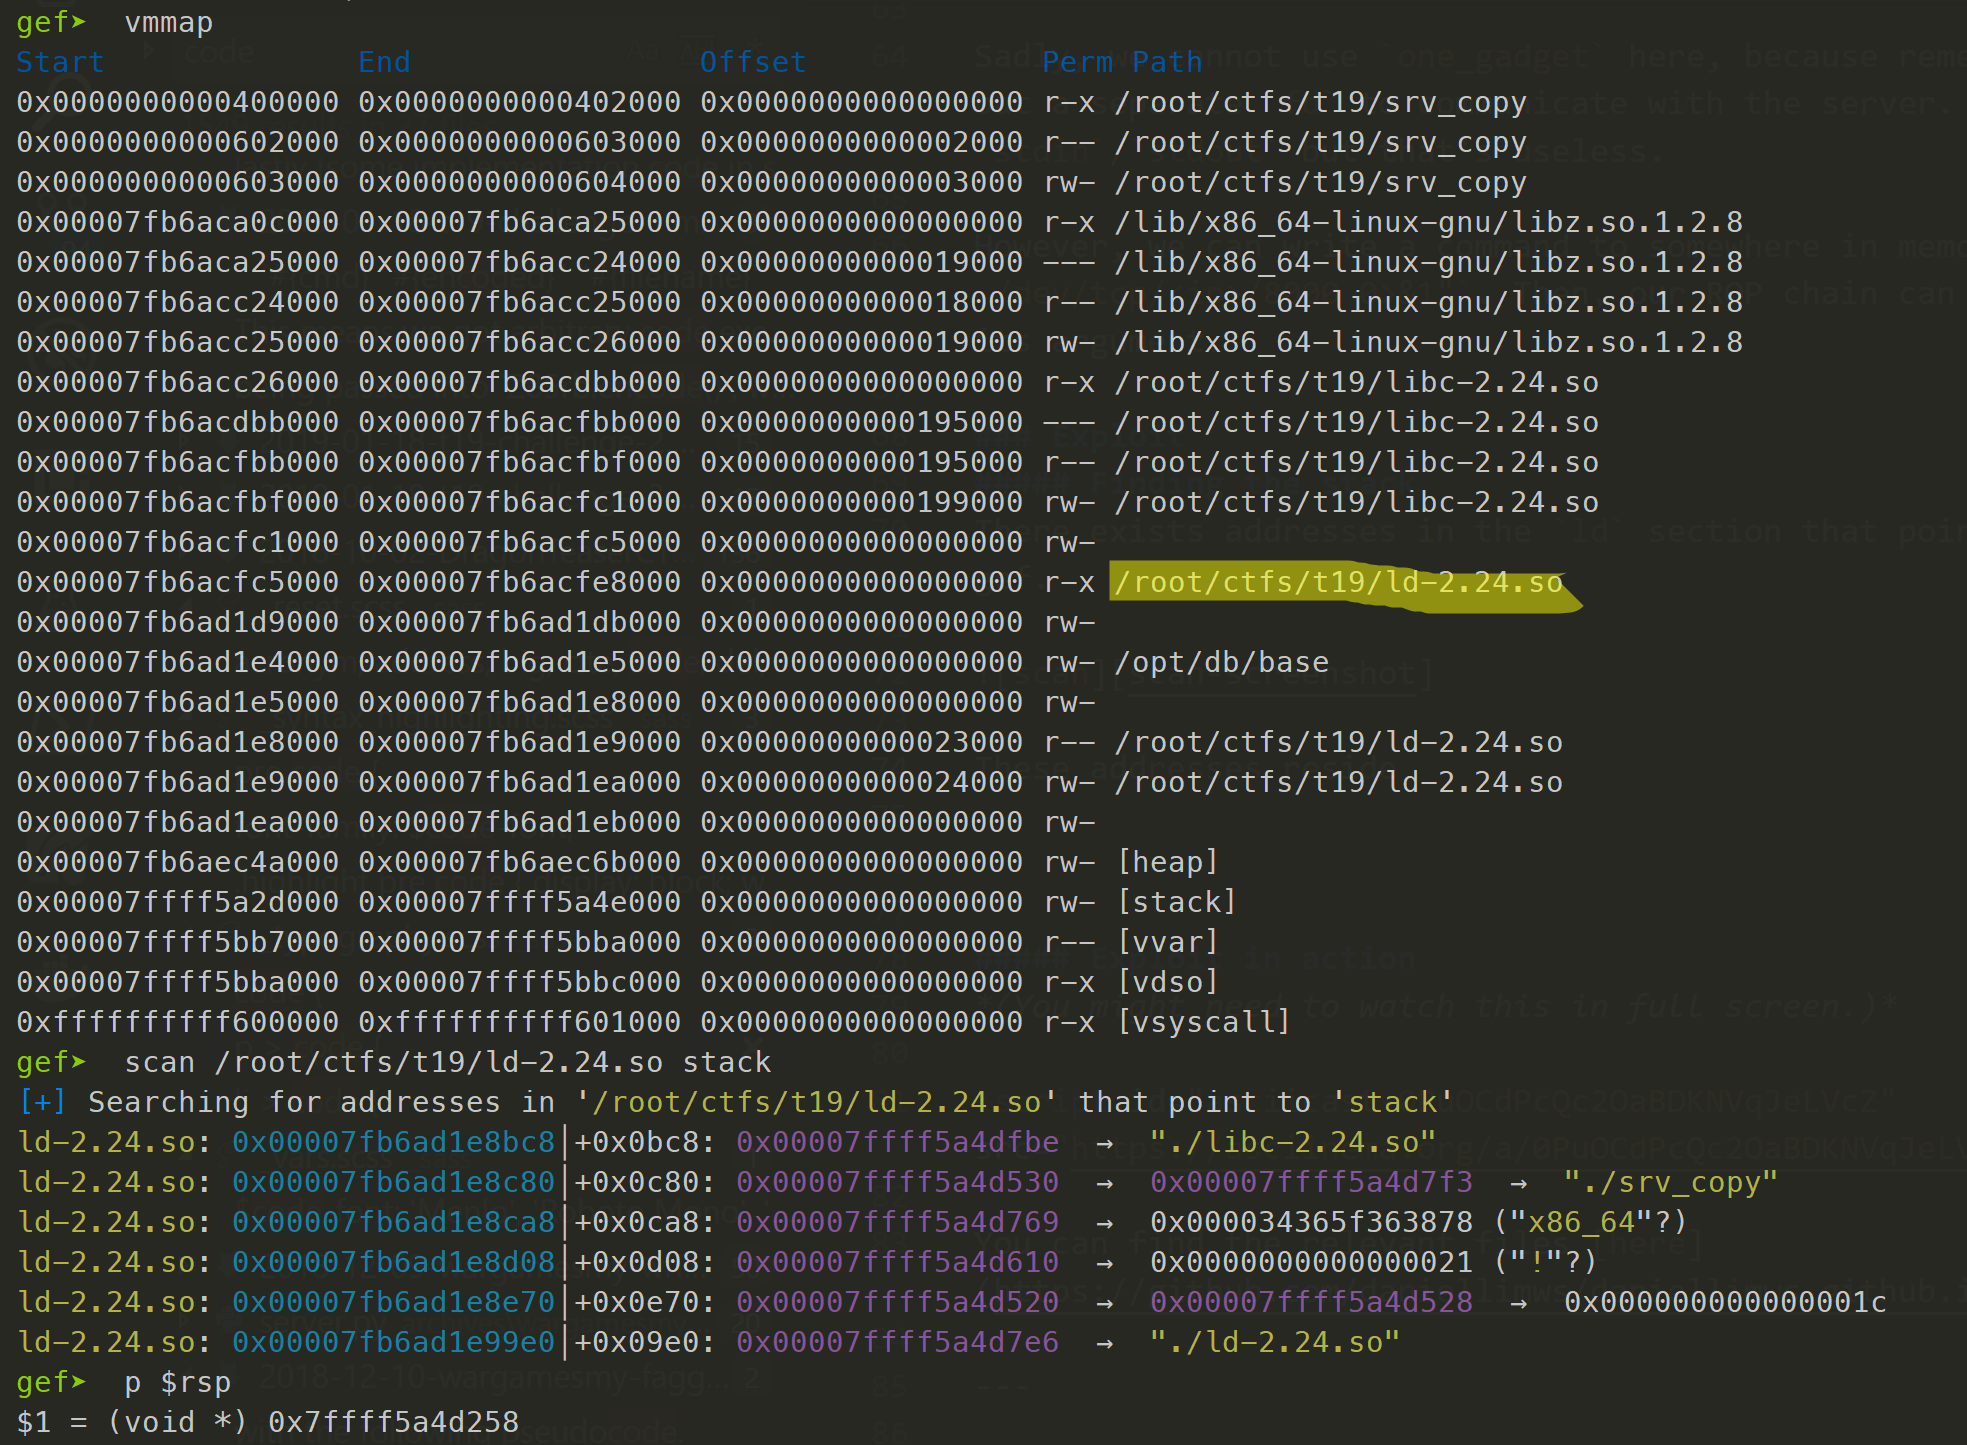 gef➤  vmmap
Start              End                Offset             Perm Path
0x0000000000400000 0x0000000000402000 0x0000000000000000 r-x /root/ctfs/t19/srv_copy
0x0000000000602000 0x0000000000603000 0x0000000000002000 r-- /root/ctfs/t19/srv_copy
0x0000000000603000 0x0000000000604000 0x0000000000003000 rw- /root/ctfs/t19/srv_copy
0x00007fb6aca0c000 0x00007fb6aca25000 0x0000000000000000 r-x /lib/x86_64-linux-gnu/libz.so.1.2.8
0x00007fb6aca25000 0x00007fb6acc24000 0x0000000000019000 --- /lib/x86_64-linux-gnu/libz.so.1.2.8
0x00007fb6acc24000 0x00007fb6acc25000 0x0000000000018000 r-- /lib/x86_64-linux-gnu/libz.so.1.2.8
0x00007fb6acc25000 0x00007fb6acc26000 0x0000000000019000 rw- /lib/x86_64-linux-gnu/libz.so.1.2.8
0x00007fb6acc26000 0x00007fb6acdbb000 0x0000000000000000 r-x /root/ctfs/t19/libc-2.24.so
0x00007fb6acdbb000 0x00007fb6acfbb000 0x0000000000195000 --- /root/ctfs/t19/libc-2.24.so
0x00007fb6acfbb000 0x00007fb6acfbf000 0x0000000000195000 r-- /root/ctfs/t19/libc-2.24.so
0x00007fb6acfbf000 0x00007fb6acfc1000 0x0000000000199000 rw- /root/ctfs/t19/libc-2.24.so
0x00007fb6acfc1000 0x00007fb6acfc5000 0x0000000000000000 rw-
0x00007fb6acfc5000 0x00007fb6acfe8000 0x0000000000000000 r-x /root/ctfs/t19/ld-2.24.so
0x00007fb6ad1d9000 0x00007fb6ad1db000 0x0000000000000000 rw-
0x00007fb6ad1e4000 0x00007fb6ad1e5000 0x0000000000000000 rw- /opt/db/base
0x00007fb6ad1e5000 0x00007fb6ad1e8000 0x0000000000000000 rw-
0x00007fb6ad1e8000 0x00007fb6ad1e9000 0x0000000000023000 r-- /root/ctfs/t19/ld-2.24.so
0x00007fb6ad1e9000 0x00007fb6ad1ea000 0x0000000000024000 rw- /root/ctfs/t19/ld-2.24.so
0x00007fb6ad1ea000 0x00007fb6ad1eb000 0x0000000000000000 rw-
0x00007fb6aec4a000 0x00007fb6aec6b000 0x0000000000000000 rw- [heap]
0x00007ffff5a2d000 0x00007ffff5a4e000 0x0000000000000000 rw- [stack]
0x00007ffff5bb7000 0x00007ffff5bba000 0x0000000000000000 r-- [vvar]
0x00007ffff5bba000 0x00007ffff5bbc000 0x0000000000000000 r-x [vdso]
0xffffffffff600000 0xffffffffff601000 0x0000000000000000 r-x [vsyscall]
gef➤  scan /root/ctfs/t19/ld-2.24.so stack
[+] Searching for addresses in '/root/ctfs/t19/ld-2.24.so' that point to 'stack'
ld-2.24.so: 0x00007fb6ad1e8bc8│+0x0bc8: 0x00007ffff5a4dfbe  →  "./libc-2.24.so"
ld-2.24.so: 0x00007fb6ad1e8c80│+0x0c80: 0x00007ffff5a4d530  →  0x00007ffff5a4d7f3  →  "./srv_copy"
ld-2.24.so: 0x00007fb6ad1e8ca8│+0x0ca8: 0x00007ffff5a4d769  →  0x000034365f363878 ("x86_64"?)
ld-2.24.so: 0x00007fb6ad1e8d08│+0x0d08: 0x00007ffff5a4d610  →  0x0000000000000021 ("!"?)
ld-2.24.so: 0x00007fb6ad1e8e70│+0x0e70: 0x00007ffff5a4d520  →  0x00007ffff5a4d528  →  0x000000000000001c
ld-2.24.so: 0x00007fb6ad1e99e0│+0x09e0: 0x00007ffff5a4d7e6  →  "./ld-2.24.so"
gef➤  p $rsp
$1 = (void *) 0x7ffff5a4d258